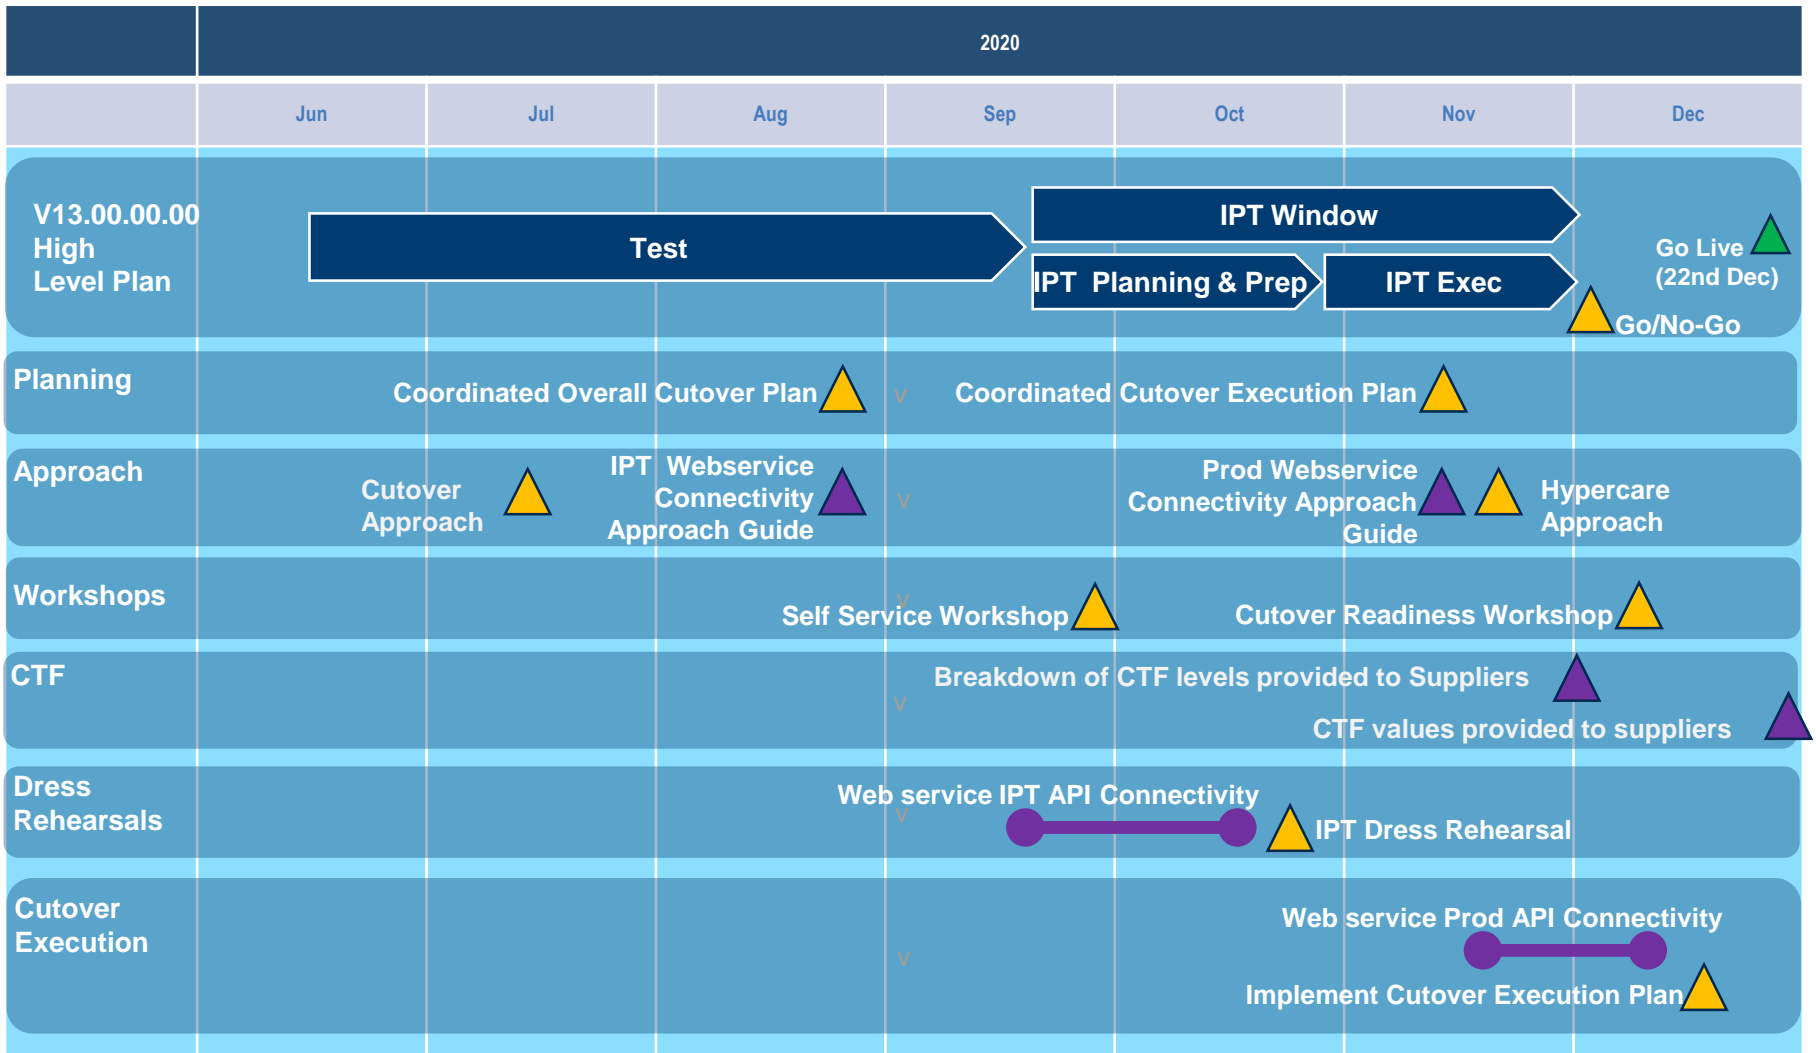 2020
Jun Jul Aug Sep Oct Nov Dec
V13.00.00.00
High
Level Plan
Test
IPT Window
IPT Planning & Prep
IPT Exec
Go Live
(22nd Dec)
Go/No-Go
Planning
Coordinated Overall Cutover Plan
v
Coordinated Cutover Execution Plan
Approach
Cutover
Approach
IPT Webservice
Connectivity
Approach Guide
v
Prod Webservice
Connectivity Approach
Guide
Hypercare
Approach
Workshops
v
Self Service Workshop
Cutover Readiness Workshop
CTF
Breakdown of CTF levels provided to Suppliers
v
CTF values provided to suppliers
Dress
Rehearsals
Web service IPT API Connectivity
v
IPT Dress Rehearsal
Cutover
Execution
Web service Prod API Connectivity
v
Implement Cutover Execution Plan